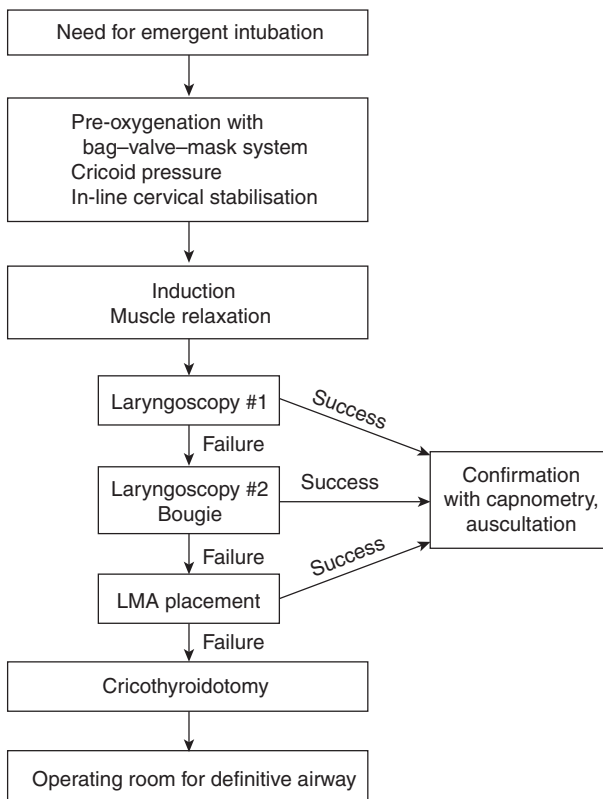 Need for emergent intubation
Pre-oxygenation with
bag–valve–mask system
Cricoid pressure
In-line cervical stabilisation
Induction
Muscle relaxation
Laryngoscopy #1
Success
Failure
Laryngoscopy #2
Bougie
Success
Confirmation
with capnometry,
auscultation
Failure
Success
LMA placement
Failure
Cricothyroidotomy
Operating room for definitive airway